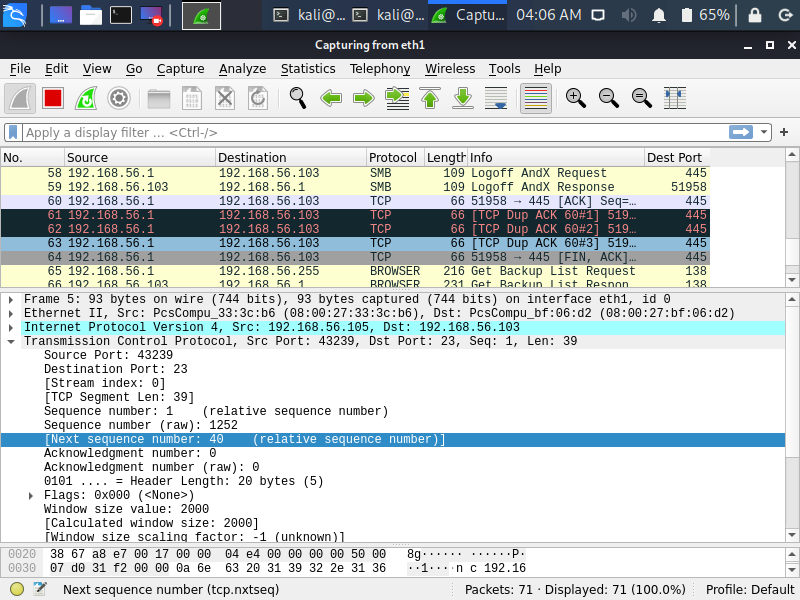 kali@... kali@... Captu... 04:06 AM 65%
Capturing from eth1
File Edit View Go Capture Analyze Statistics Telephony Wireless Tools Help
Apply a display filter ... <Ctrl-/>
No. Source Destination Protocol Length Info Dest Port
58 192.168.56.1 192.168.56.103 SMB 109 Logoff AndX Request 445
59 192.168.56.103 192.168.56.1 SMB 109 Logoff AndX Response 51958
60 192.168.56.1 192.168.56.103 TCP 66 51958 → 445 [ACK] Seq=… 445
61 192.168.56.1 192.168.56.103 TCP 66 [TCP Dup ACK 60#1] 519… 445
62 192.168.56.1 192.168.56.103 TCP 66 [TCP Dup ACK 60#2] 519… 445
63 192.168.56.1 192.168.56.103 TCP 66 [TCP Dup ACK 60#3] 519… 445
64 192.168.56.1 192.168.56.103 TCP 66 51958 → 445 [FIN, ACK]… 445
65 192.168.56.1 192.168.56.255 BROWSER 216 Get Backup List Request 138
66 192.168.56.103 192.168.56.1 BROWSER 231 Get Backup List Respon… 138
Frame 5: 93 bytes on wire (744 bits), 93 bytes captured (744 bits) on interface eth1, id 0
Ethernet II, Src: PcsCompu_33:3c:b6 (08:00:27:33:3c:b6), Dst: PcsCompu_bf:06:d2 (08:00:27:bf:06:d2)
Internet Protocol Version 4, Src: 192.168.56.105, Dst: 192.168.56.103
Transmission Control Protocol, Src Port: 43239, Dst Port: 23, Seq: 1, Len: 39
Source Port: 43239
Destination Port: 23
[Stream index: 0]
[TCP Segment Len: 39]
Sequence number: 1 (relative sequence number)
Sequence number (raw): 1252
[Next sequence number: 40 (relative sequence number)]
Acknowledgment number: 0
Acknowledgment number (raw): 0
0101 .... = Header Length: 20 bytes (5)
Flags: 0x000 (<None>)
Window size value: 2000
[Calculated window size: 2000]
[Window size scaling factor: -1 (unknown)]
0020 38 67 a8 e7 00 17 00 00 04 e4 00 00 00 00 50 00 8g······ ······P·
0030 07 d0 31 f2 00 00 0a 6e 63 20 31 39 32 2e 31 36 ··1····n c 192.16
Next sequence number (tcp.nxtseq) Packets: 71 · Displayed: 71 (100.0%) Profile: Default